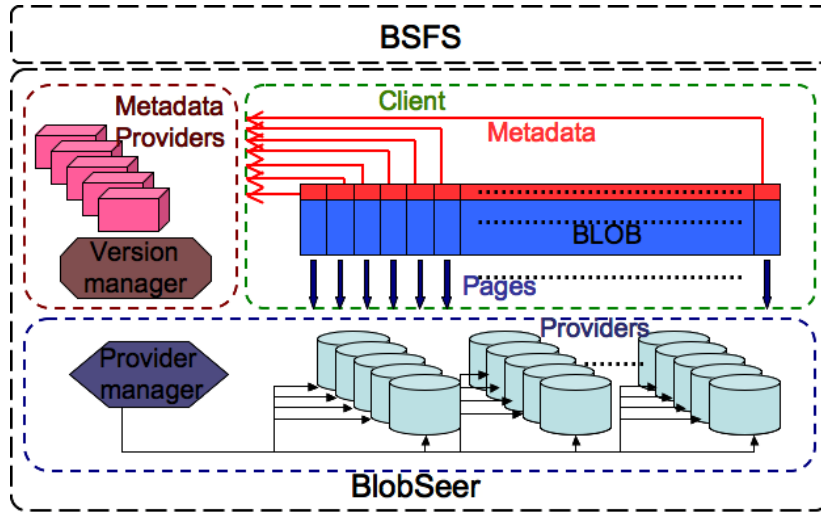 BSFS
Metadata
Providers
Client
Metadata
BLOB
Version
manager
Pages
Providers
Provider
manager
BlobSeer